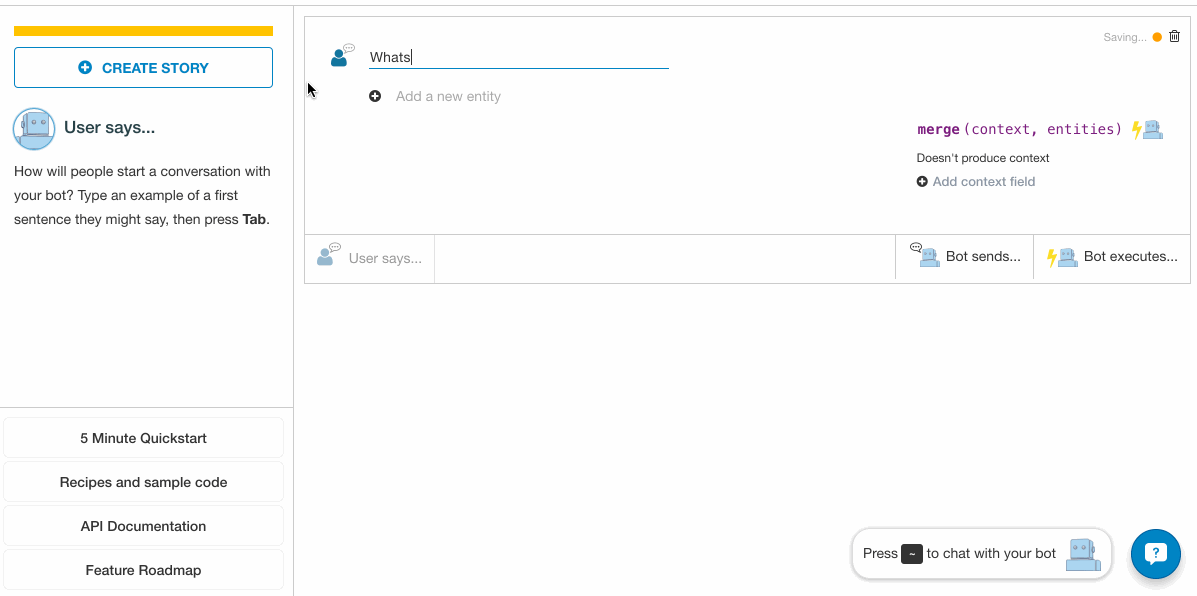 CREATE STORY
User says...
How will people start a conversation with
your bot? Type an example of a first
sentence they might say, then press Tab.
5 Minute Quickstart
Recipes and sample code
API Documentation
Feature Roadmap
Saving...
Whats
Add a new entity
merge(context, entities)
Doesn't produce context
Add context field
User says...
Bot sends...
Bot executes...
Press ~ to chat with your bot
?